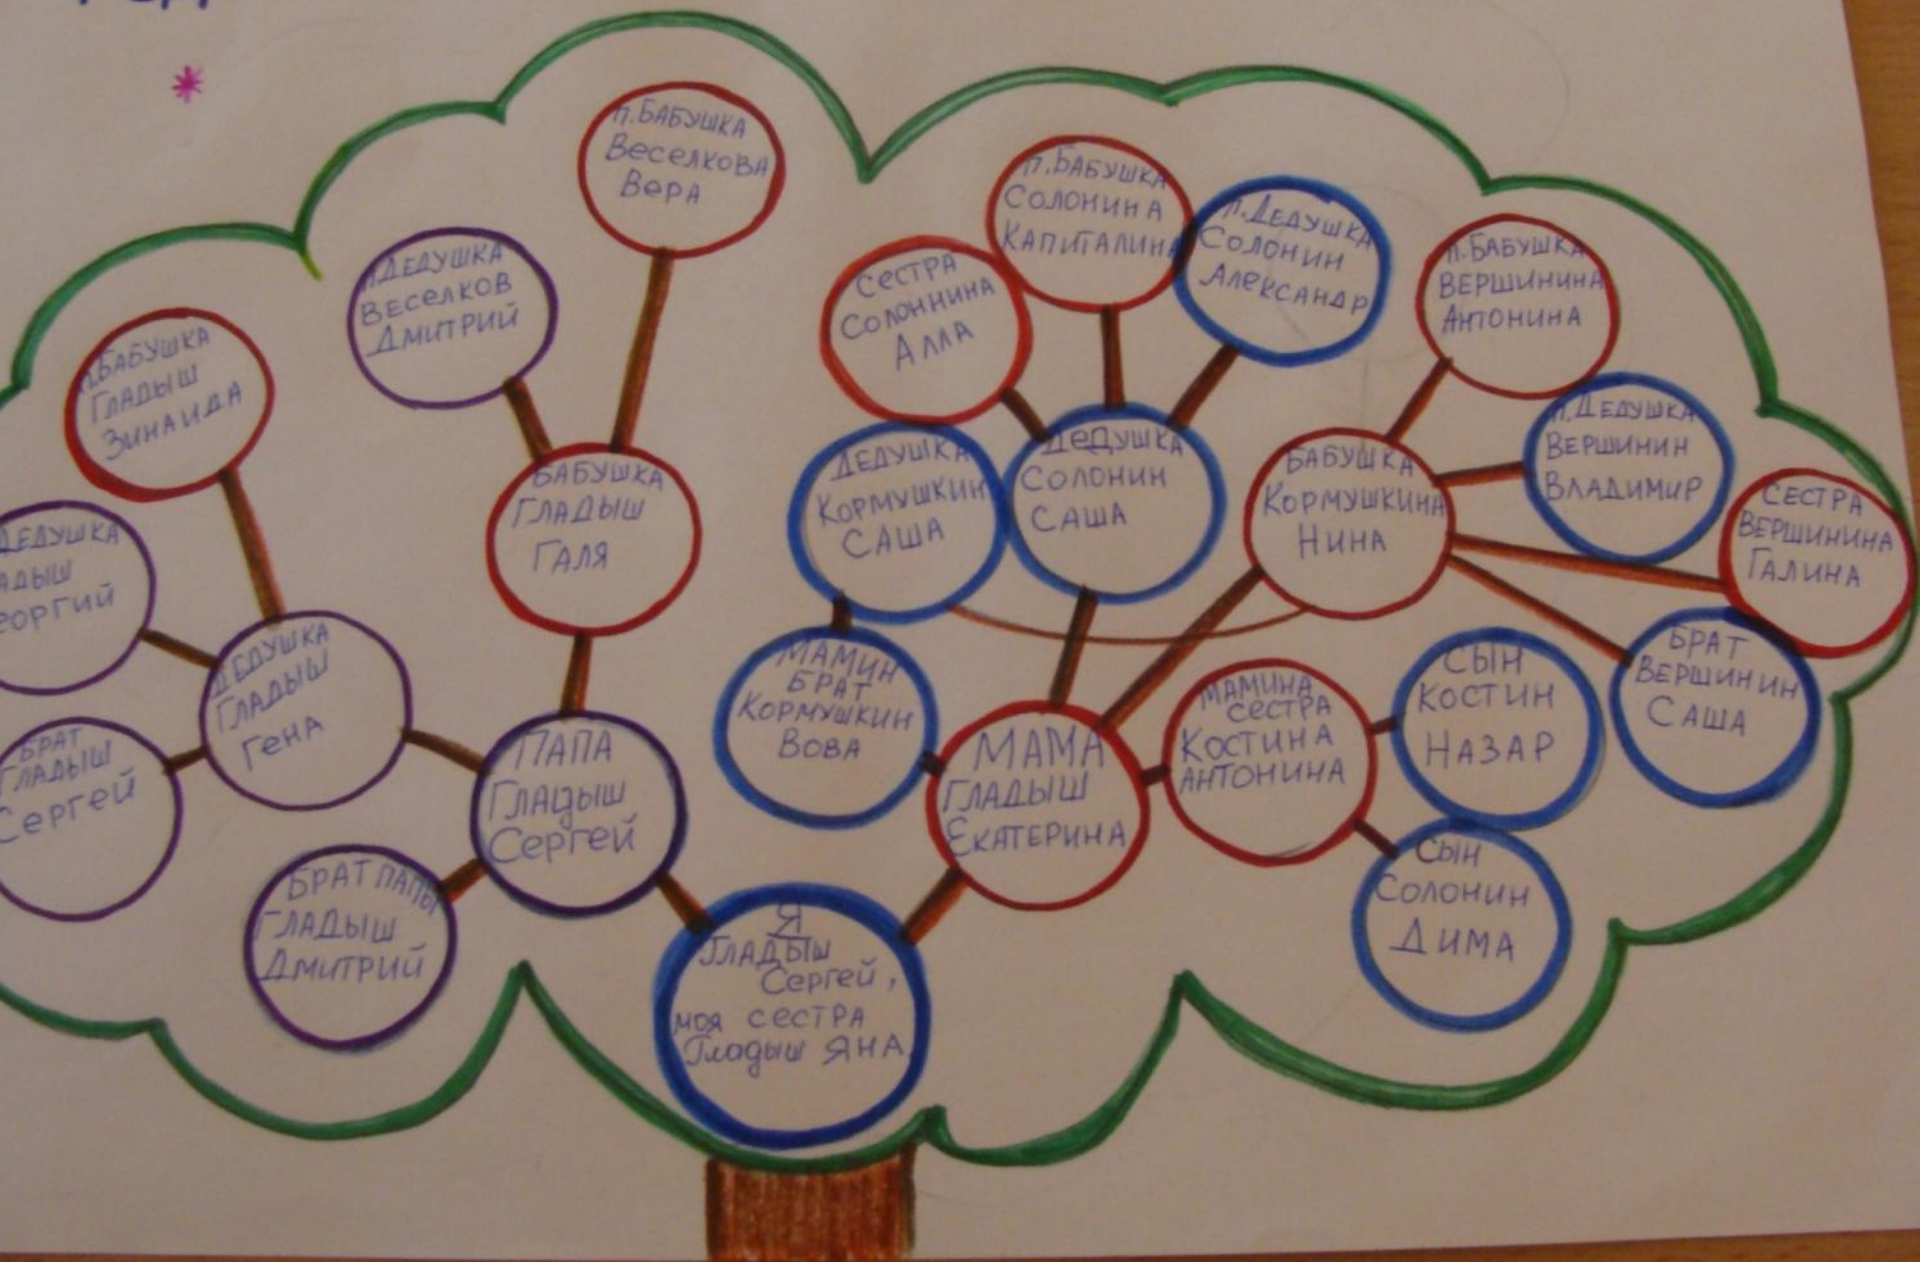 п. БАБУШКА
Веселкова
Вера
п. БАБУШКА
СОЛОНИНА
КАПИТАЛИНА
п. ДЕДУШКА
СОЛОНИН
АЛЕКСАНДР
п. БАБУШКА
ВЕРШИНИНА
АНТОНИНА
п. ДЕДУШКА
ВЕСЕЛКОВ
ДМИТРИЙ
СЕСТРА
СОЛОННИНА
АЛЛА
п. БАБУШКА
ГЛАДЫШ
ЗИНАИДА
ДЕДУШКА
КОРМУШКИН
САША
ДЕДУШКА
СОЛОНИН
САША
БАБУШКА
КОРМУШКИНА
НИНА
п. ДЕДУШКА
ВЕРШИНИН
ВЛАДИМИР
СЕСТРА
ВЕРШИНИНА
ГАЛИНА
БАБУШКА
ГЛАДЫШ
ГАЛЯ
ДЕДУШКА
АДЫШ
ЕОРГИЙ
ДЕДУШКА
ГЛАДЫШ
ГЕНА
МАМИН
БРАТ
КОРМУШКИН
ВОВА
МАМИНА
СЕСТРА
КОСТИНА
АНТОНИНА
СЫН
КОСТИН
НАЗАР
БРАТ
ВЕРШИНИН
САША
БРАТ
ГЛАДЫШ
Сергей
ПАПА
ГЛАДЫШ
Сергей
МАМА
ГЛАДЫШ
ЕКАТЕРИНА
БРАТ ПАПЫ
ГЛАДЫШ
ДМИТРИЙ
СЫН
СОЛОНИН
ДИМА
Я
ГЛАДЫШ
Сергей,
моя сестра
Гладыш ЯНА